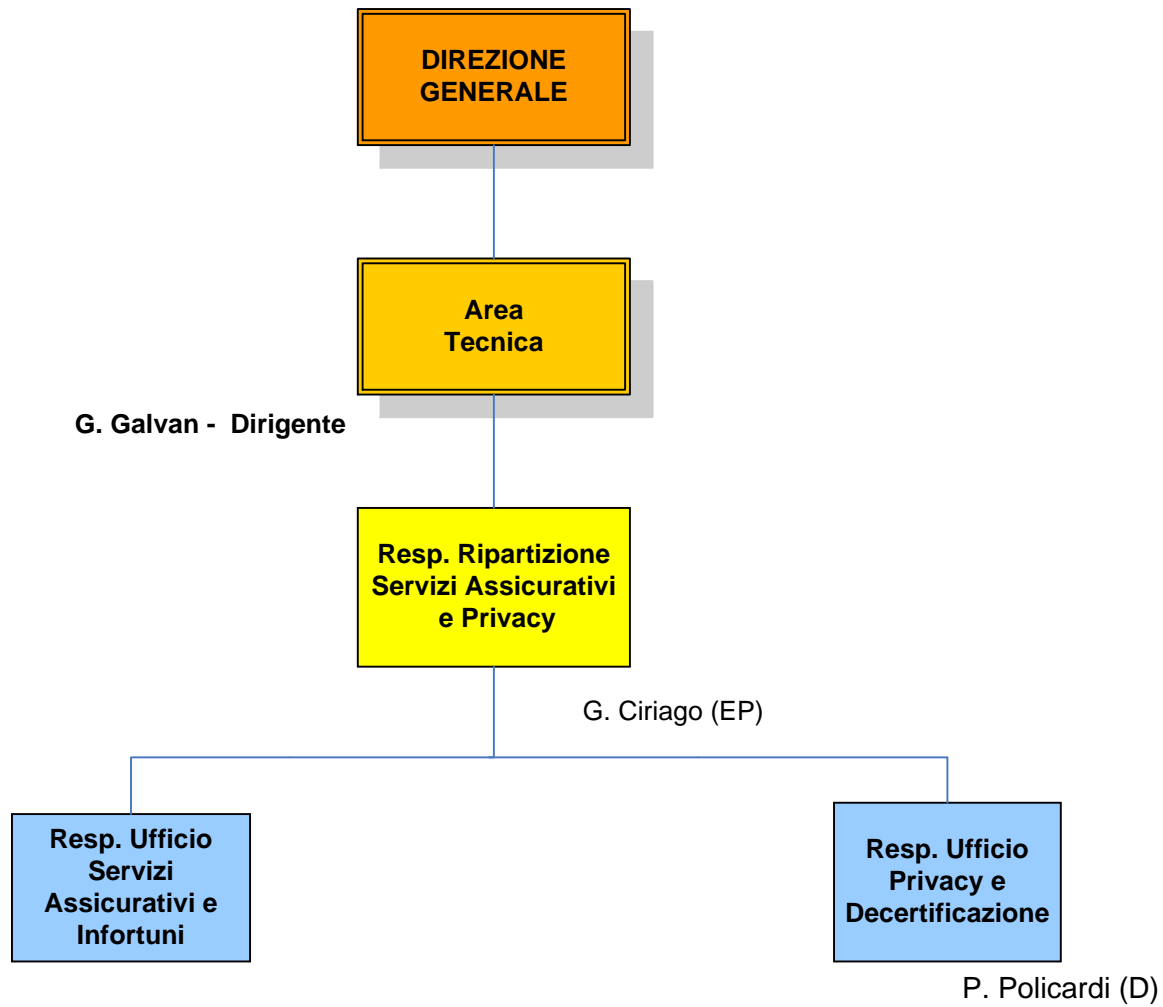 DIREZIONE
GENERALE
Area
Tecnica
G. Galvan - Dirigente
Resp. Ripartizione
Servizi Assicurativi
e Privacy
G. Ciriago (EP)
Resp. Ufficio
Servizi
Assicurativi e
Infortuni
Resp. Ufficio
Privacy e
Decertificazione
P. Policardi (D)